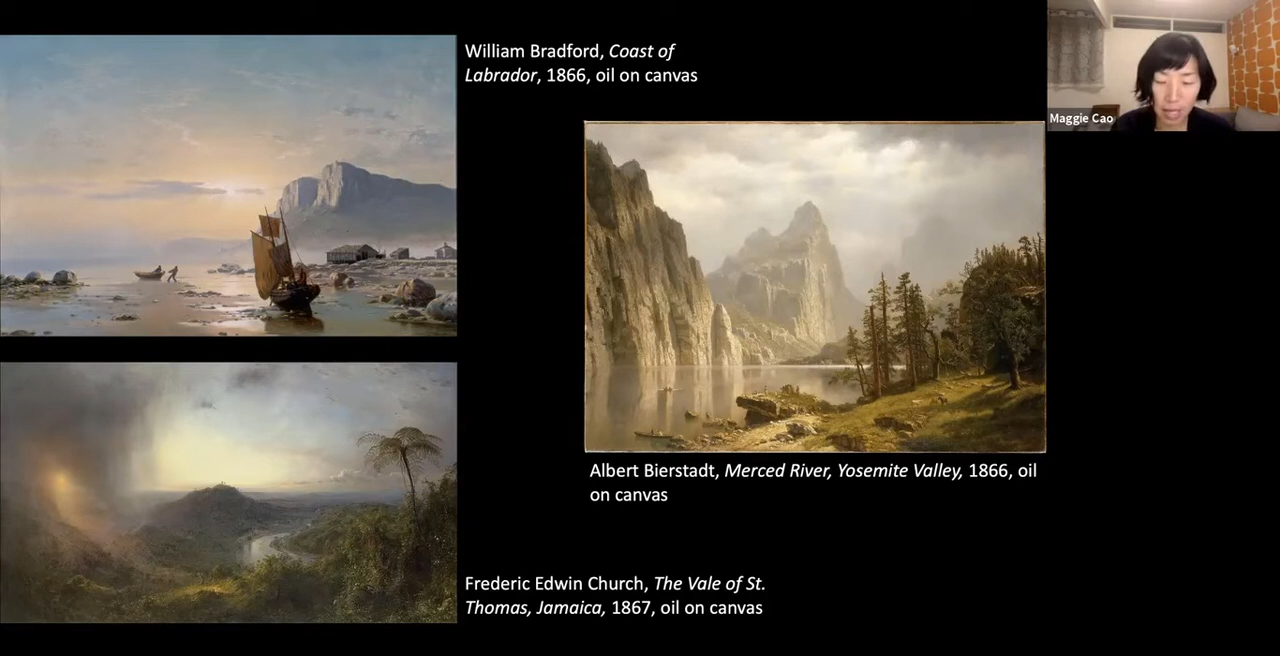 William Bradford, Coast of
Labrador, 1866, oil on canvas
Maggie Cao
Albert Bierstadt, Merced River, Yosemite Valley, 1866, oil
on canvas
Frederic Edwin Church, The Vale of St.
Thomas, Jamaica, 1867, oil on canvas